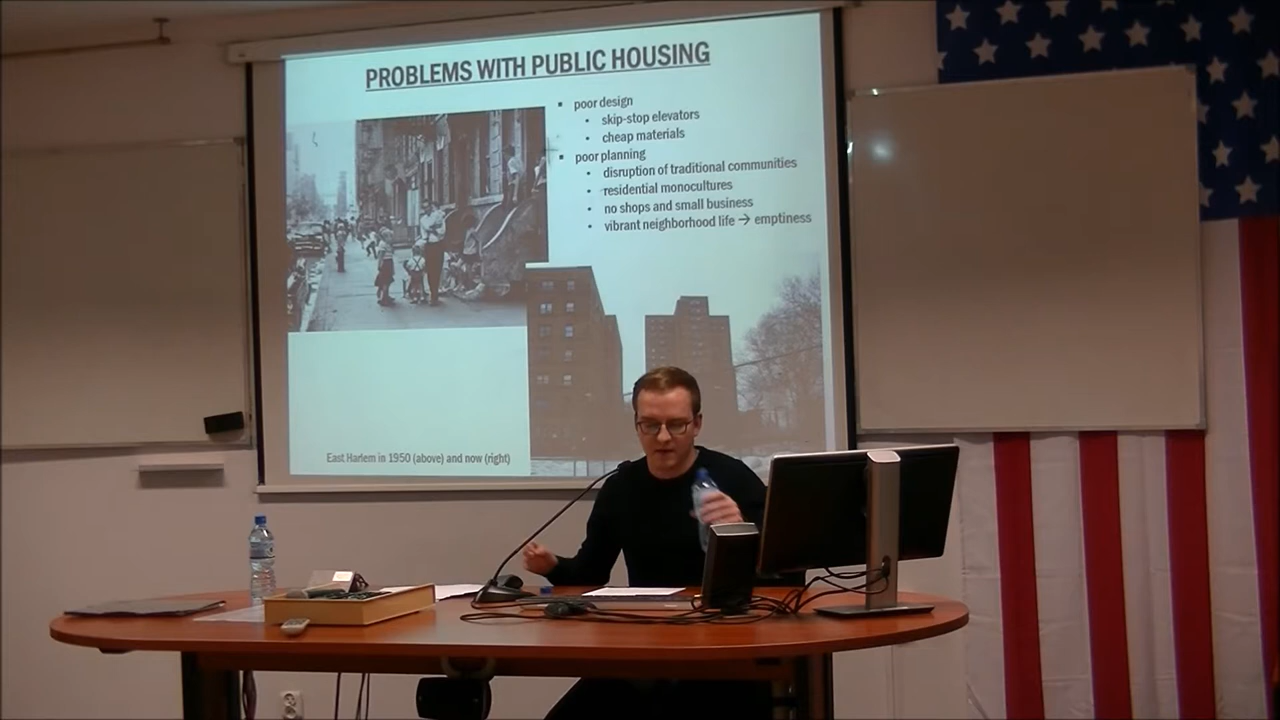 PROBLEMS WITH PUBLIC HOUSING
▪ poor design
• skip-stop elevators
• cheap materials
▪ poor planning
• disruption of traditional communities
• residential monocultures
• no shops and small business
• vibrant neighborhood life → emptiness
East Harlem in 1950 (above) and now (right)